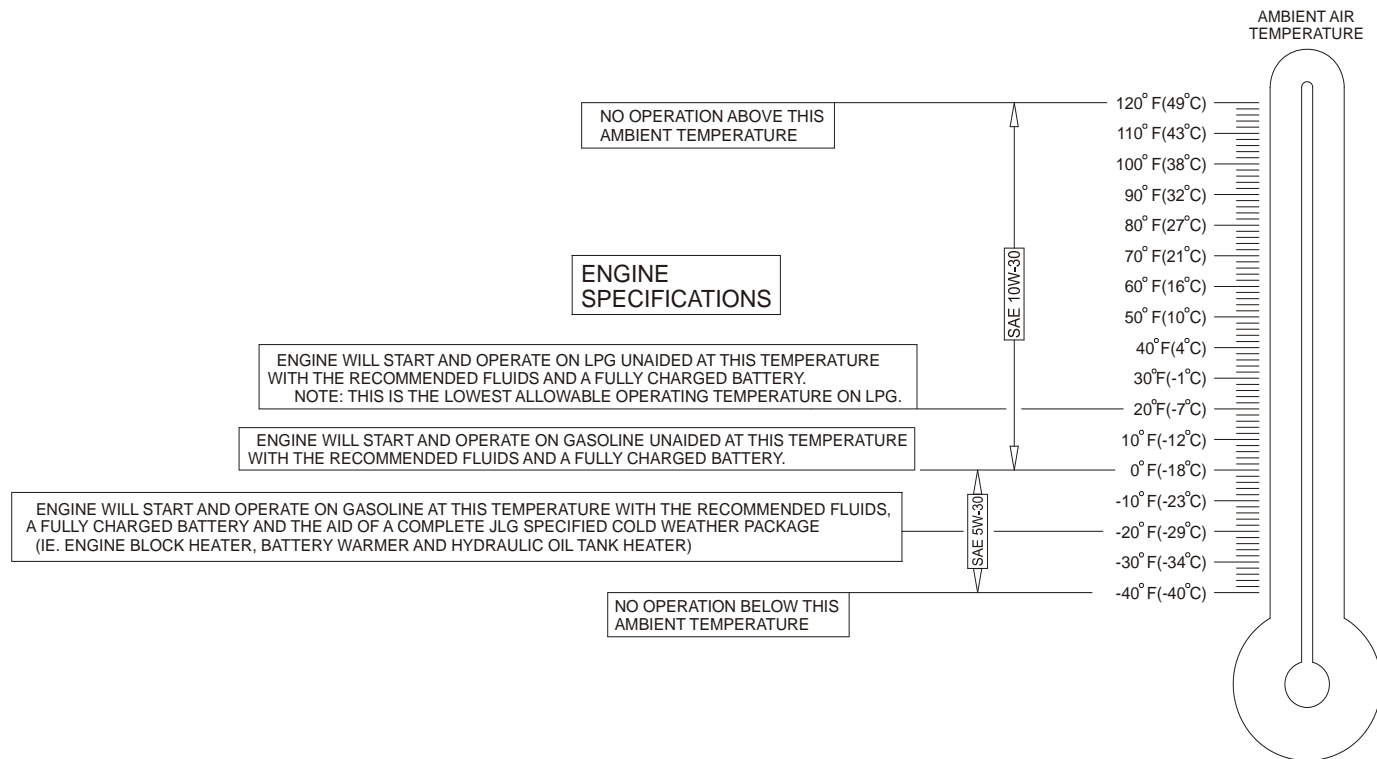 AMBIENT AIR
TEMPERATURE
NO OPERATION ABOVE THIS
AMBIENT TEMPERATURE
120° F(49°C)
110° F(43°C)
100° F(38°C)
90° F(32°C)
80° F(27°C)
70° F(21°C)
60° F(16°C)
50° F(10°C)
40°F(4°C)
30°F(-1°C)
20°F(-7°C)
10°F(-12°C)
0° F(-18°C)
-10° F(-23°C)
-20° F(-29°C)
-30° F(-34°C)
-40° F(-40°C)
SAE 10W-30
ENGINE
SPECIFICATIONS
ENGINE WILL START AND OPERATE ON LPG UNAIDED AT THIS TEMPERATURE
WITH THE RECOMMENDED FLUIDS AND A FULLY CHARGED BATTERY.
NOTE: THIS IS THE LOWEST ALLOWABLE OPERATING TEMPERATURE ON LPG.
ENGINE WILL START AND OPERATE ON GASOLINE UNAIDED AT THIS TEMPERATURE
WITH THE RECOMMENDED FLUIDS AND A FULLY CHARGED BATTERY.
SAE 5W-30
ENGINE WILL START AND OPERATE ON GASOLINE AT THIS TEMPERATURE WITH THE RECOMMENDED FLUIDS,
A FULLY CHARGED BATTERY AND THE AID OF A COMPLETE JLG SPECIFIED COLD WEATHER PACKAGE
(IE. ENGINE BLOCK HEATER, BATTERY WARMER AND HYDRAULIC OIL TANK HEATER)
NO OPERATION BELOW THIS
AMBIENT TEMPERATURE